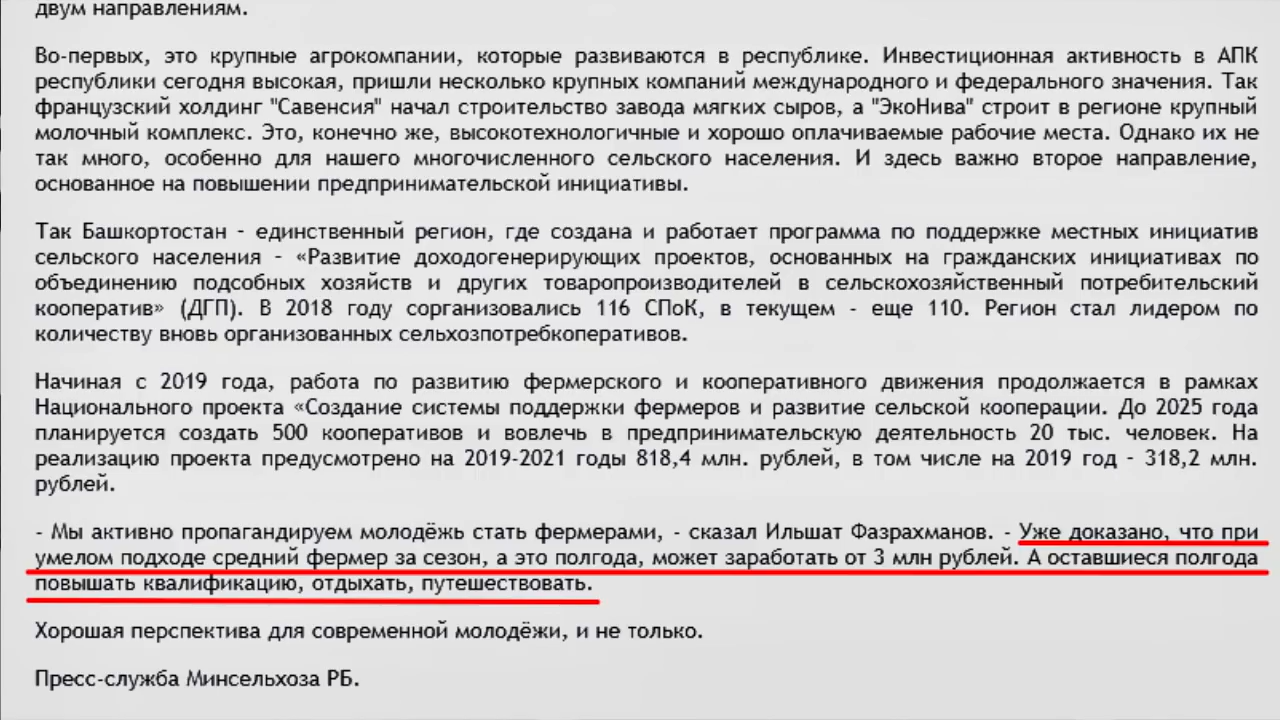 двум направлениям.
Во-первых, это крупные агрокомпании, которые развиваются в республике. Инвестиционная активность в АПК
республики сегодня высокая, пришли несколько крупных компаний международного и федерального значения. Так
французский холдинг "Савенсия" начал строительство завода мягких сыров, а "ЭкоНива" строит в регионе крупный
молочный комплекс. Это, конечно же, высокотехнологичные и хорошо оплачиваемые рабочие места. Однако их не
так много, особенно для нашего многочисленного сельского населения. И здесь важно второе направление,
основанное на повышении предпринимательской инициативы.
Так Башкортостан - единственный регион, где создана и работает программа по поддержке местных инициатив
сельского населения - «Развитие доходогенерирующих проектов, основанных на гражданских инициативах по
объединению подсобных хозяйств и других товаропроизводителей в сельскохозяйственный потребительский
кооператив» (ДГП). В 2018 году сорганизовались 116 СПоК, в текущем - еще 110. Регион стал лидером по
количеству вновь организованных сельхозпотребкоперативов.
Начиная с 2019 года, работа по развитию фермерского и кооперативного движения продолжается в рамках
Национального проекта «Создание системы поддержки фермеров и развитие сельской кооперации. До 2025 года
планируется создать 500 кооперативов и вовлечь в предпринимательскую деятельность 20 тыс. человек. На
реализацию проекта предусмотрено на 2019-2021 годы 818,4 млн. рублей, в том числе на 2019 год - 318,2 млн.
рублей.
- Мы активно пропагандируем молодёжь стать фермерами, - сказал Ильшат Фазрахманов. - Уже доказано, что при
умелом подходе средний фермер за сезон, а это полгода, может заработать от 3 млн рублей. А оставшиеся полгода
повышать квалификацию, отдыхать, путешествовать.
Хорошая перспектива для современной молодёжи, и не только.
Пресс-служба Минсельхоза РБ.